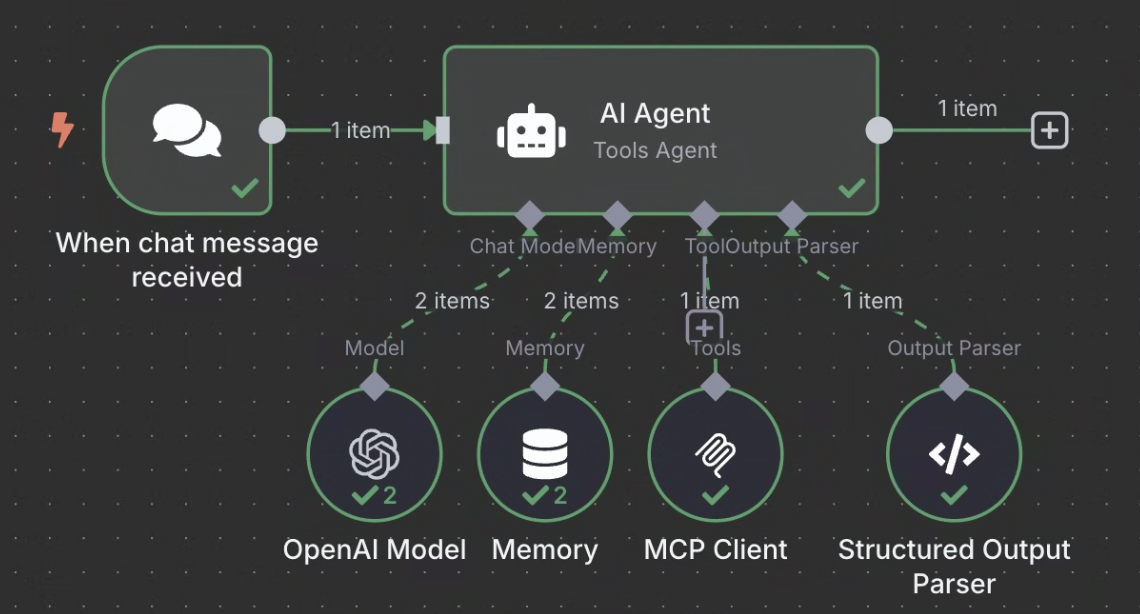 1 item
AI Agent
Tools Agent
1 item
When chat message
received
Chat Mode
Memory
Tool
Output Parser
2 items
2 items
1 item
1 item
Model
Memory
Tools
Output Parser
2
2
OpenAI Model
Memory
MCP Client
Structured Output
Parser